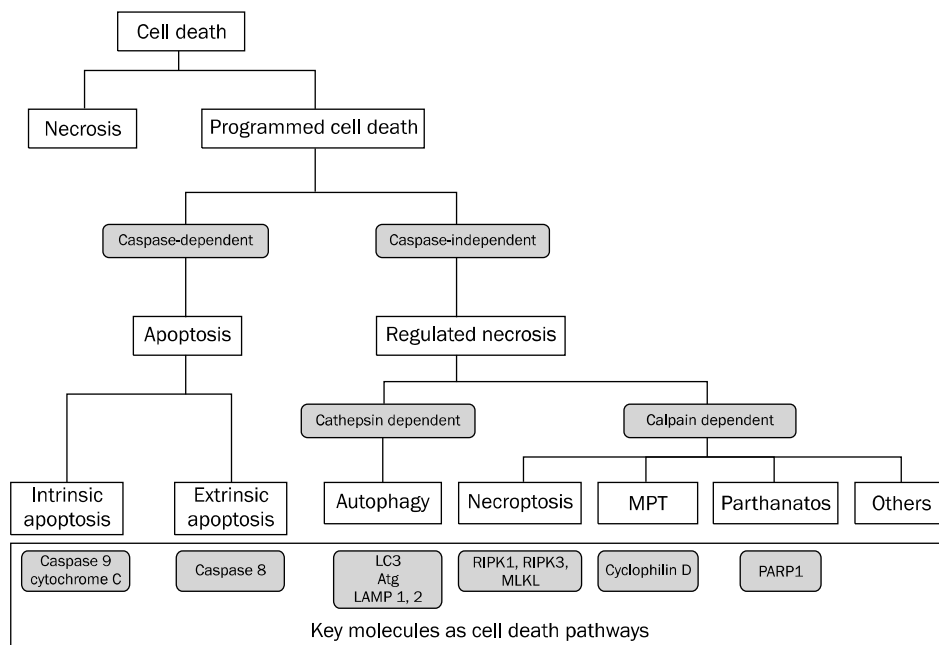 Cell death
Necrosis
Programmed cell death
Caspase-dependent
Caspase-independent
Apoptosis
Regulated necrosis
Cathepsin dependent
Calpain dependent
Intrinsic
apoptosis
Extrinsic
apoptosis
Autophagy
Necroptosis
MPT
Parthanatos
Others
Caspase 9
cytochrome C
Caspase 8
LC3
Atg
LAMP 1, 2
RIPK1, RIPK3,
MLKL
Cyclophilin D
PARP1
Key molecules as cell death pathways